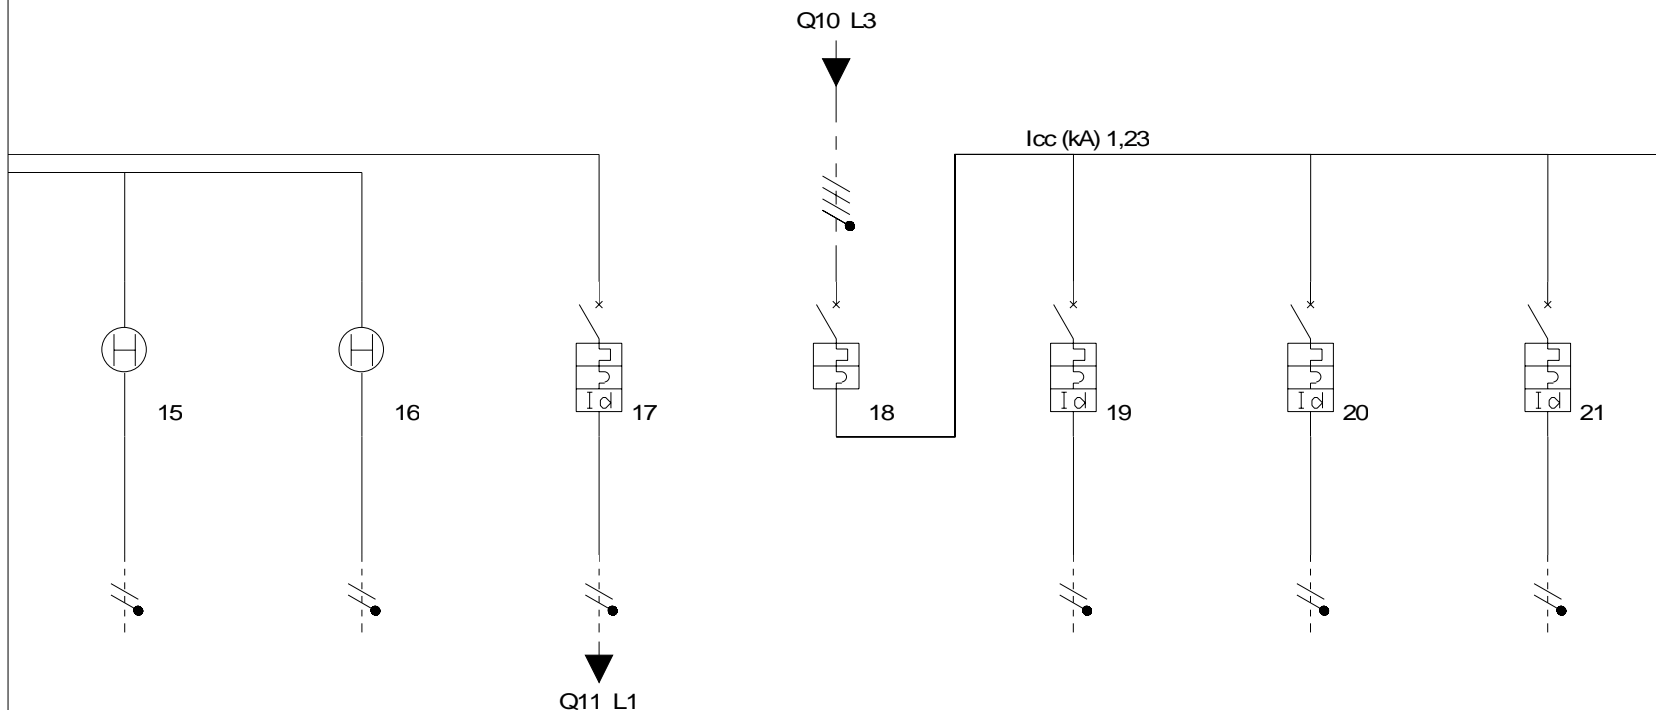 Q10 L3
Icc (kA) 1,23
H
H
15
16
Id
17
18
Id
19
Id
20
Id
21
Q11 L1